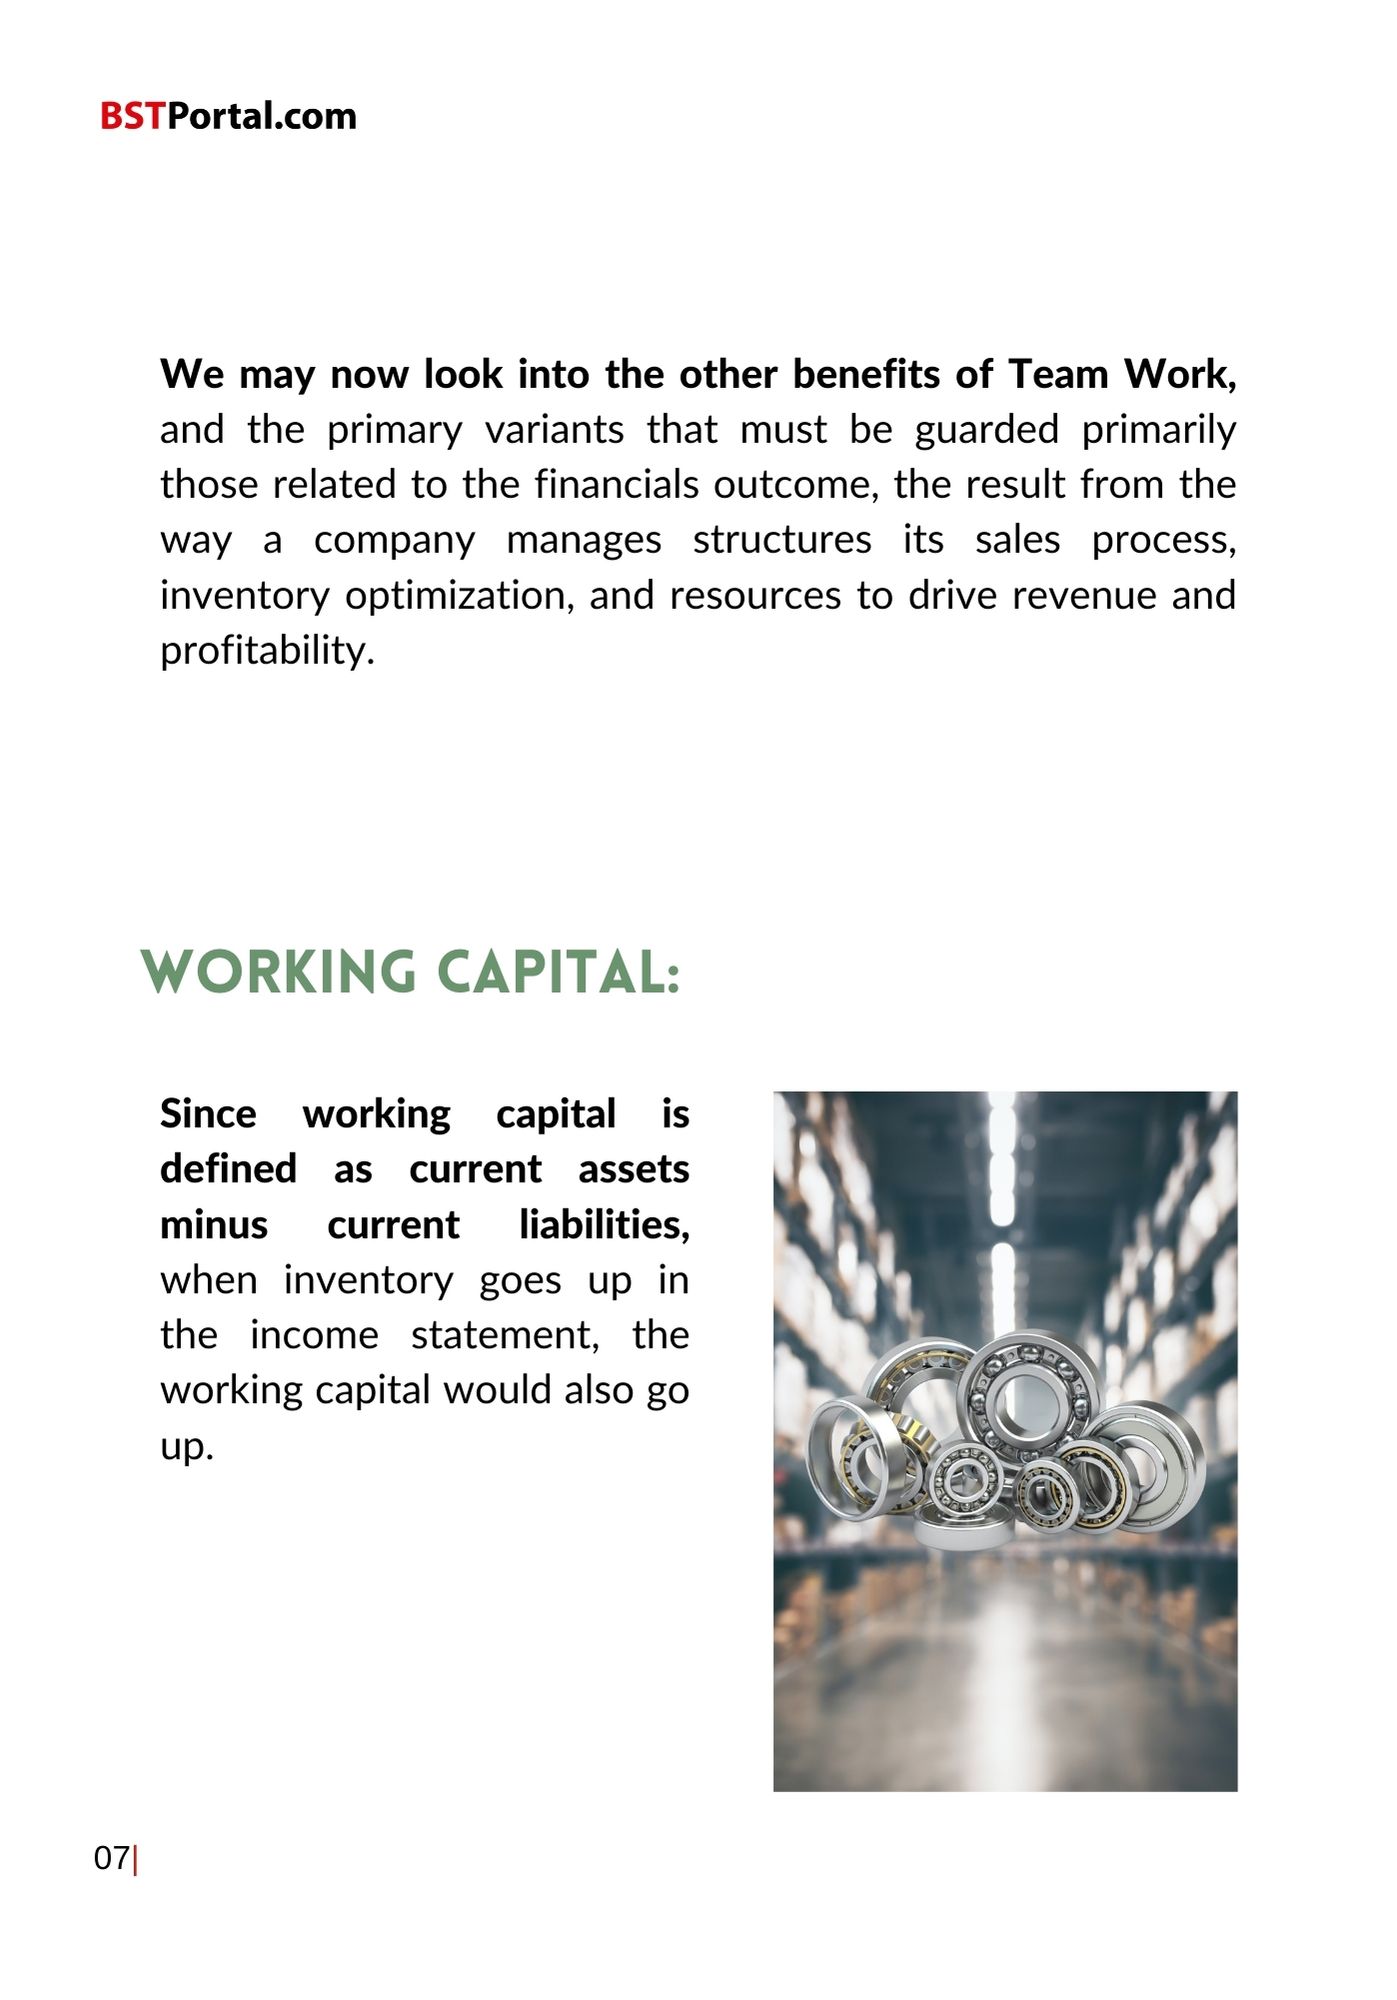 BSTPortal.com
We may now look into the other benefits of Team Work,
and the primary variants that must be guarded primarily
those related to the financials outcome, the result from the
way a company manages structures its sales process,
inventory optimization, and resources to drive revenue and
profitability.
WORKING CAPITAL:
Since working capital is
defined as current assets
minus current liabilities,
when inventory goes up in
the income statement, the
working capital would also go
up.
07|